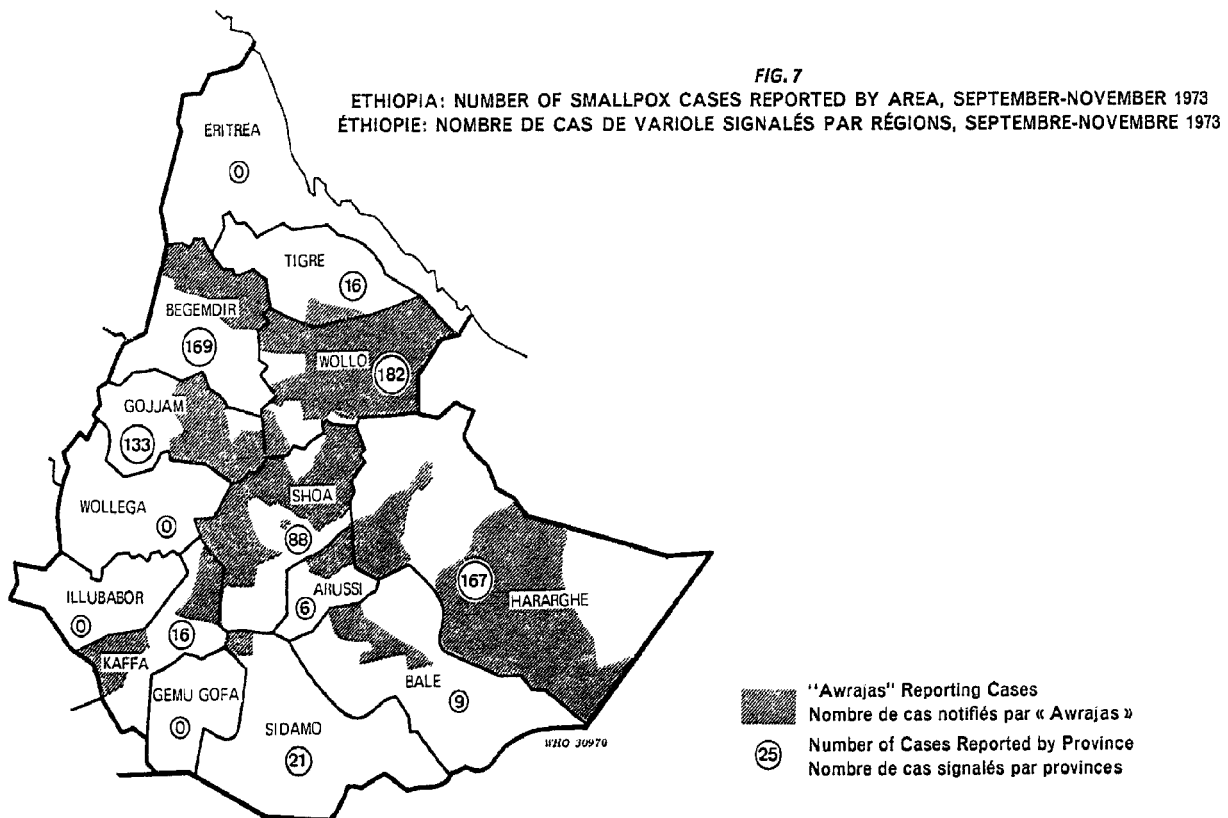 FIG. 7
ETHIOPIA: NUMBER OF SMALLPOX CASES REPORTED BY AREA, SEPTEMBER-NOVEMBER 1973
ÉTHIOPIE: NOMBRE DE CAS DE VARIOLE SIGNALÉS PAR RÉGIONS, SEPTEMBRE-NOVEMBRE 1973
ERITREA
0
TIGRE
16
BEGEMDIR
169
WOLLO
182
GOJJAM
133
SHOA
88
WOLLEGA
0
ARUSSI
6
167
HARARGHE
ILLUBABOR
0
16
KAFFA
BALE
9
GEMU GOFA
0
SIDAMO
21
WHO 30970
"Awrajas" Reporting Cases
Nombre de cas notifiés par « Awrajas »
25
Number of Cases Reported by Province
Nombre de cas signalés par provinces